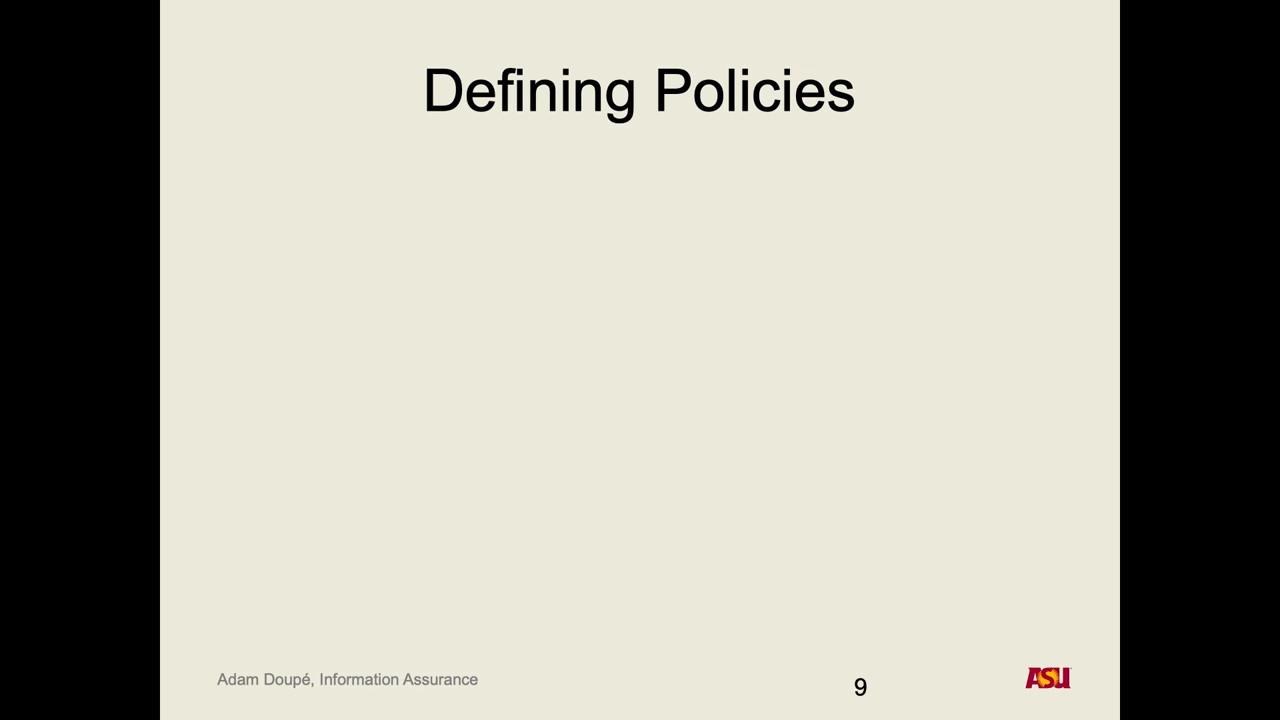 Defining Policies
Adam Doupé, Information Assurance
9
ASU